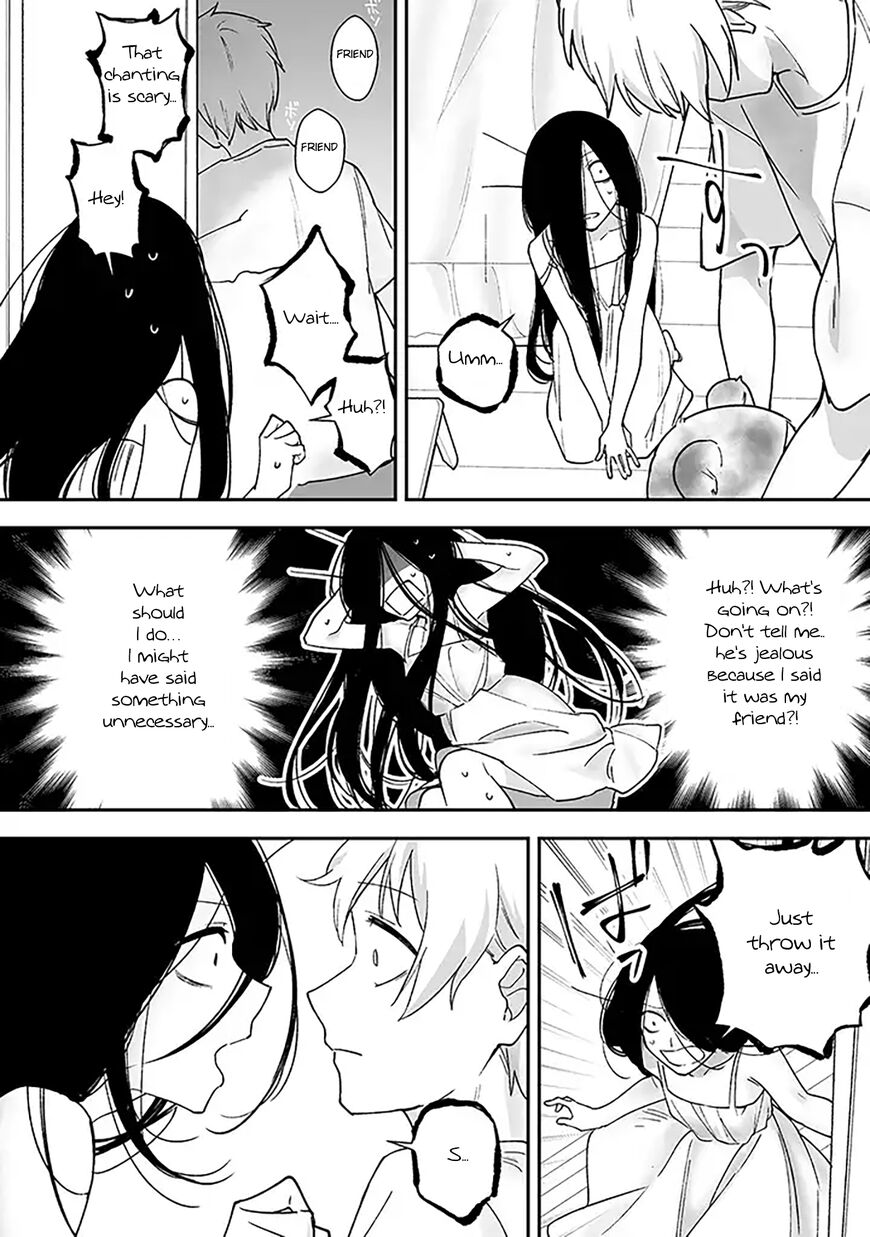 Umm...
FRIEND
FRIEND
Wait....
Huh?!
That
chanting
is scary...
Hey!
Huh?! What's
going on?!
Don't tell me..
he's jealous
because I said
it was my
friend?!
What
should
I do...
I might
have said
something
unnecessary...
Just
throw it
away...
S...